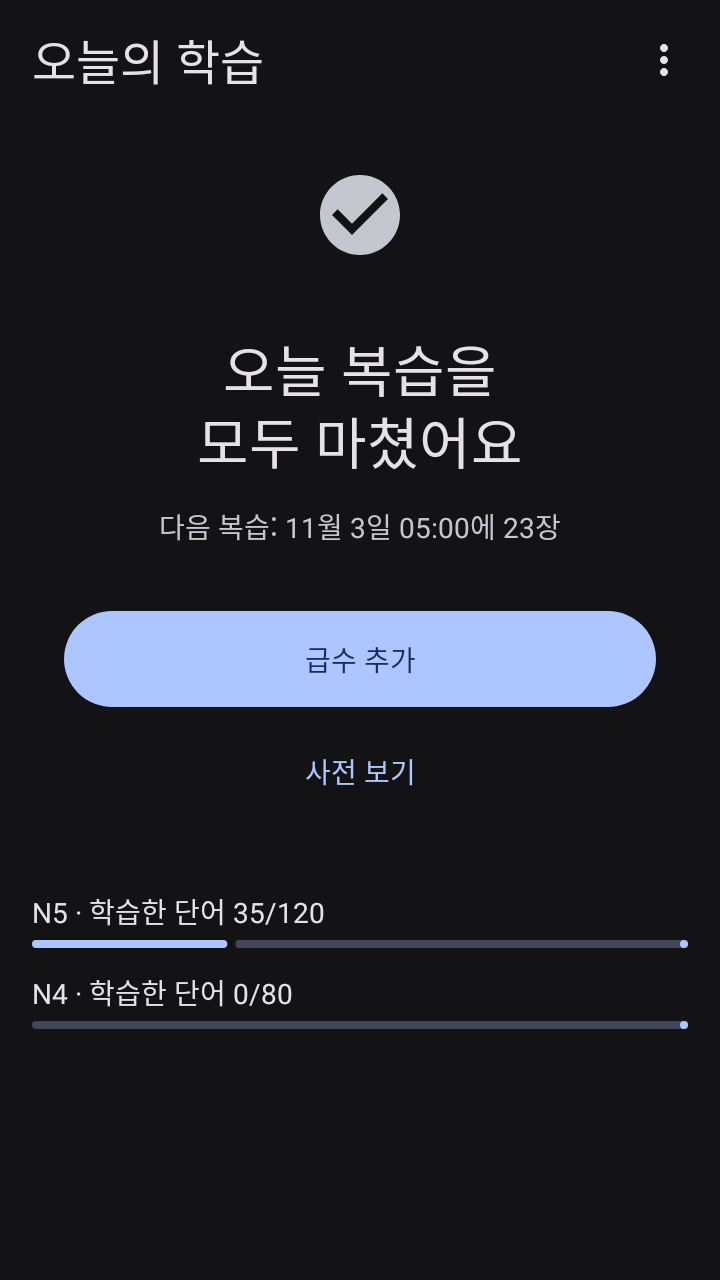 오늘의 학습
오늘 복습을
모두 마쳤어요
다음 복습: 11월 3일 05:00에 23장
급수 추가
사전 보기
N5 · 학습한 단어 35/120
N4 · 학습한 단어 0/80